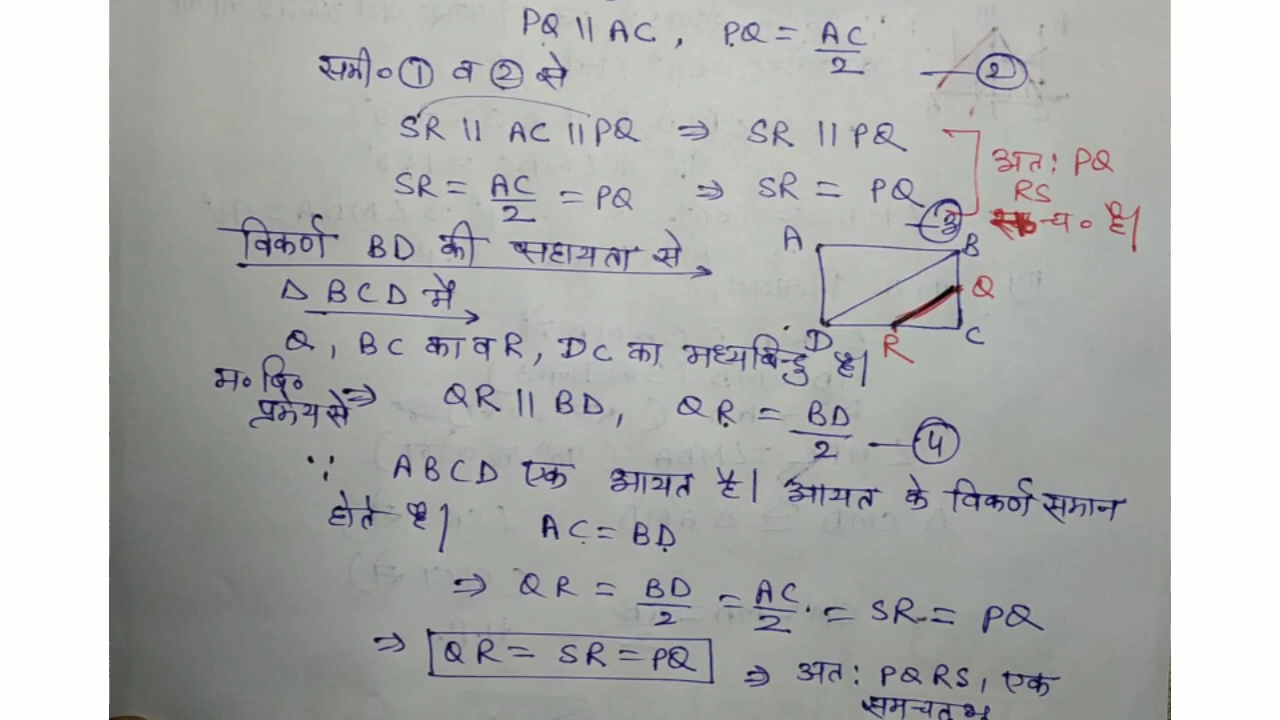 PQ || AC, PQ = AC/2 — ②
समी० ① व ② से
SR || AC || PQ ⇒ SR || PQ
SR = AC/2 = PQ ⇒ SR = PQ — ③
अतः PQ
RS
च० है।
विकर्ण BD की सहायता से
Δ BCD में
A B
Q
D R C
Q, BC का व R, DC का मध्यबिन्दु है।
म० बि०
प्रमेय से ⇒ QR || BD, QR = BD/2 — ④
∵ ABCD एक आयत है। आयत के विकर्ण समान
होते है। AC = BD
⇒ QR = BD/2 = AC/2 = SR = PQ
⇒ QR = SR = PQ ⇒ अतः PQRS, एक